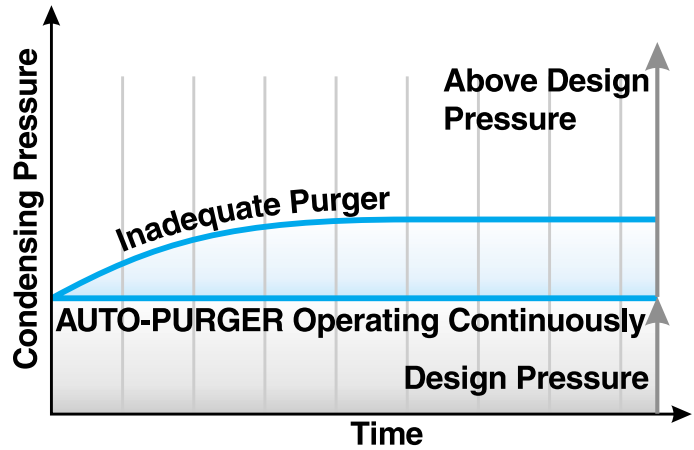 Condensing Pressure
Above Design
Pressure
Inadequate Purger
AUTO-PURGER Operating Continuously
Design Pressure
Time